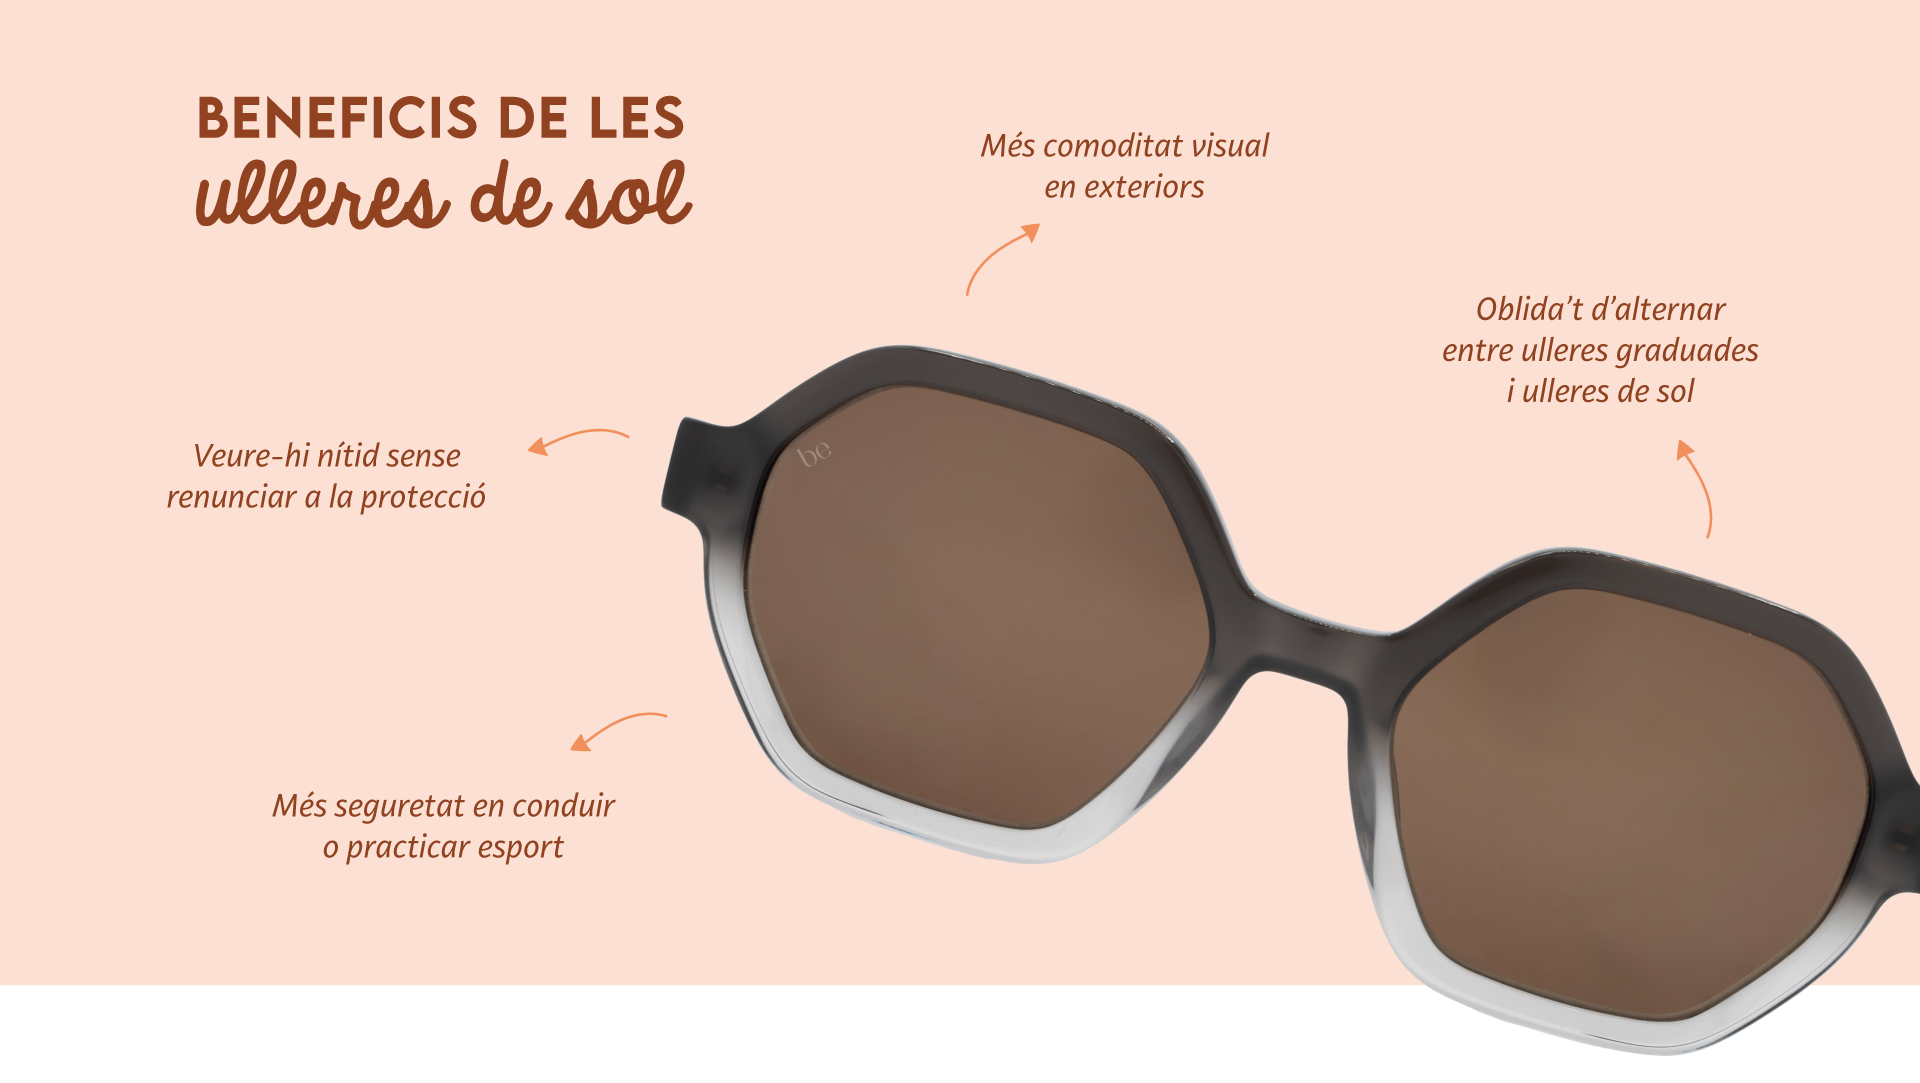 BENEFICIS DE LES
ulleres de sol
Més comoditat visual
en exteriors
Oblida’t d’alternar
entre ulleres graduades
i ulleres de sol
Veure-hi nítid sense
renunciar a la protecció
be
Més seguretat en conduir
o practicar esport